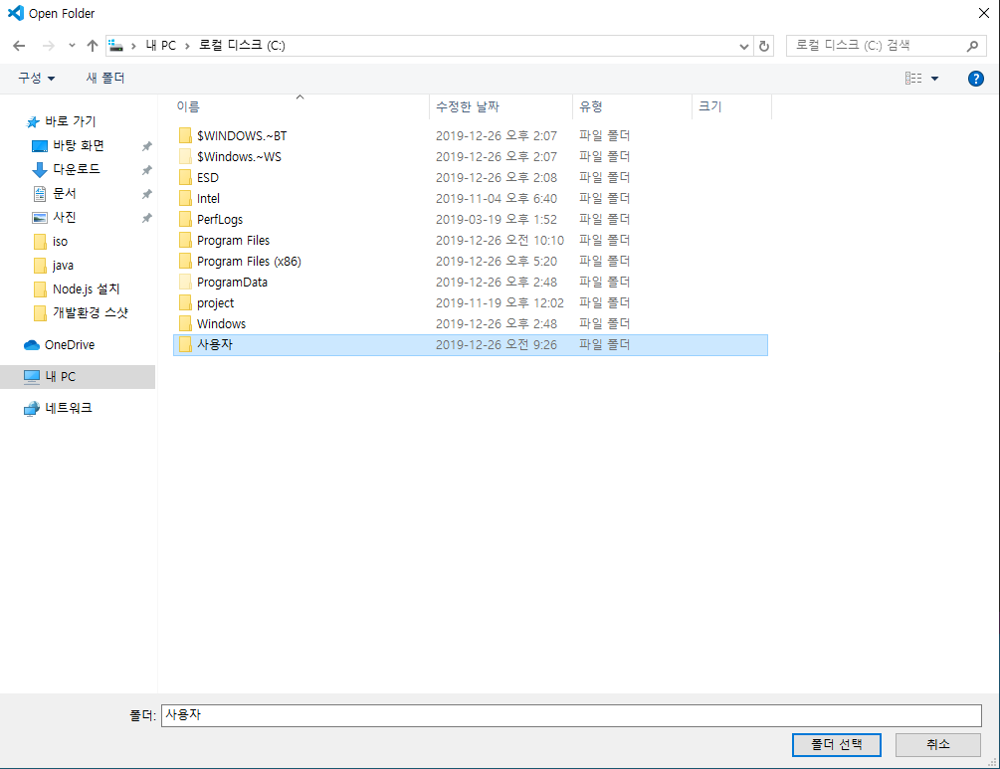 Open Folder
내 PC 로컬 디스크 (C:) 로컬 디스크 (C:) 검색
구성 새 폴더
이름 수정한 날짜 유형 크기
바로 가기
바탕 화면
다운로드
문서
사진
iso
java
Node.js 설치
개발환경 스샷
OneDrive
내 PC
네트워크
$WINDOWS.~BT 2019-12-26 오후 2:07 파일 폴더
$Windows.~WS 2019-12-26 오후 2:07 파일 폴더
ESD 2019-12-26 오후 2:08 파일 폴더
Intel 2019-11-04 오후 6:40 파일 폴더
PerfLogs 2019-03-19 오후 1:52 파일 폴더
Program Files 2019-12-26 오전 10:10 파일 폴더
Program Files (x86) 2019-12-26 오후 5:20 파일 폴더
ProgramData 2019-12-26 오후 2:48 파일 폴더
project 2019-11-19 오후 12:02 파일 폴더
Windows 2019-12-26 오후 2:48 파일 폴더
사용자 2019-12-26 오전 9:26 파일 폴더
폴더: 사용자
폴더 선택 취소